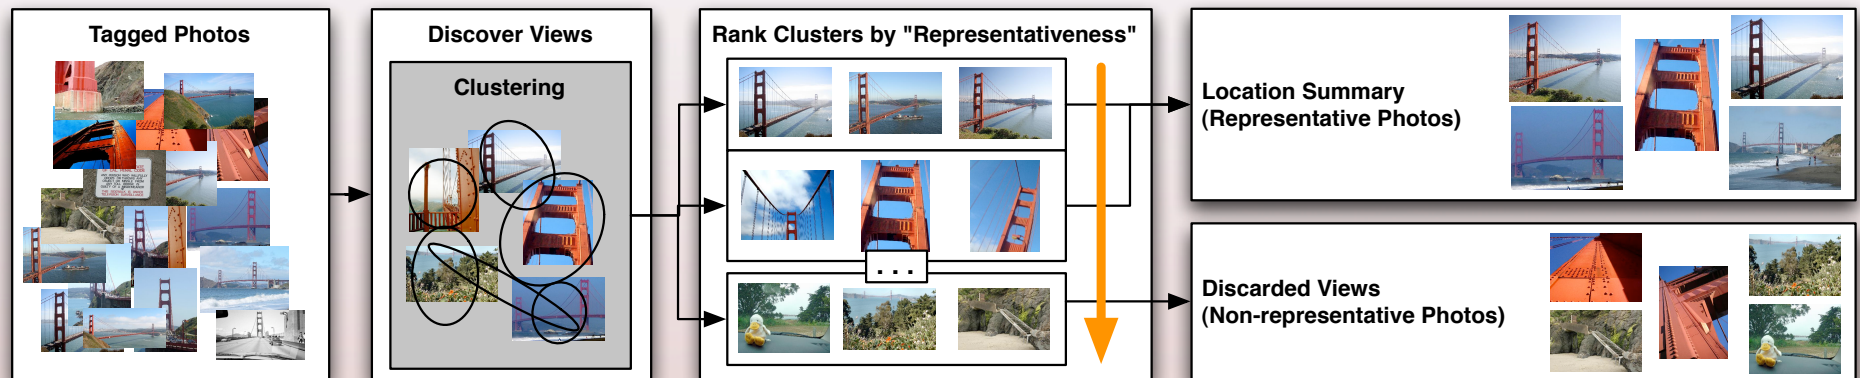 Tagged Photos
Discover Views
Clustering
Rank Clusters by "Representativeness"
. . .
Location Summary
(Representative Photos)
Discarded Views
(Non-representative Photos)